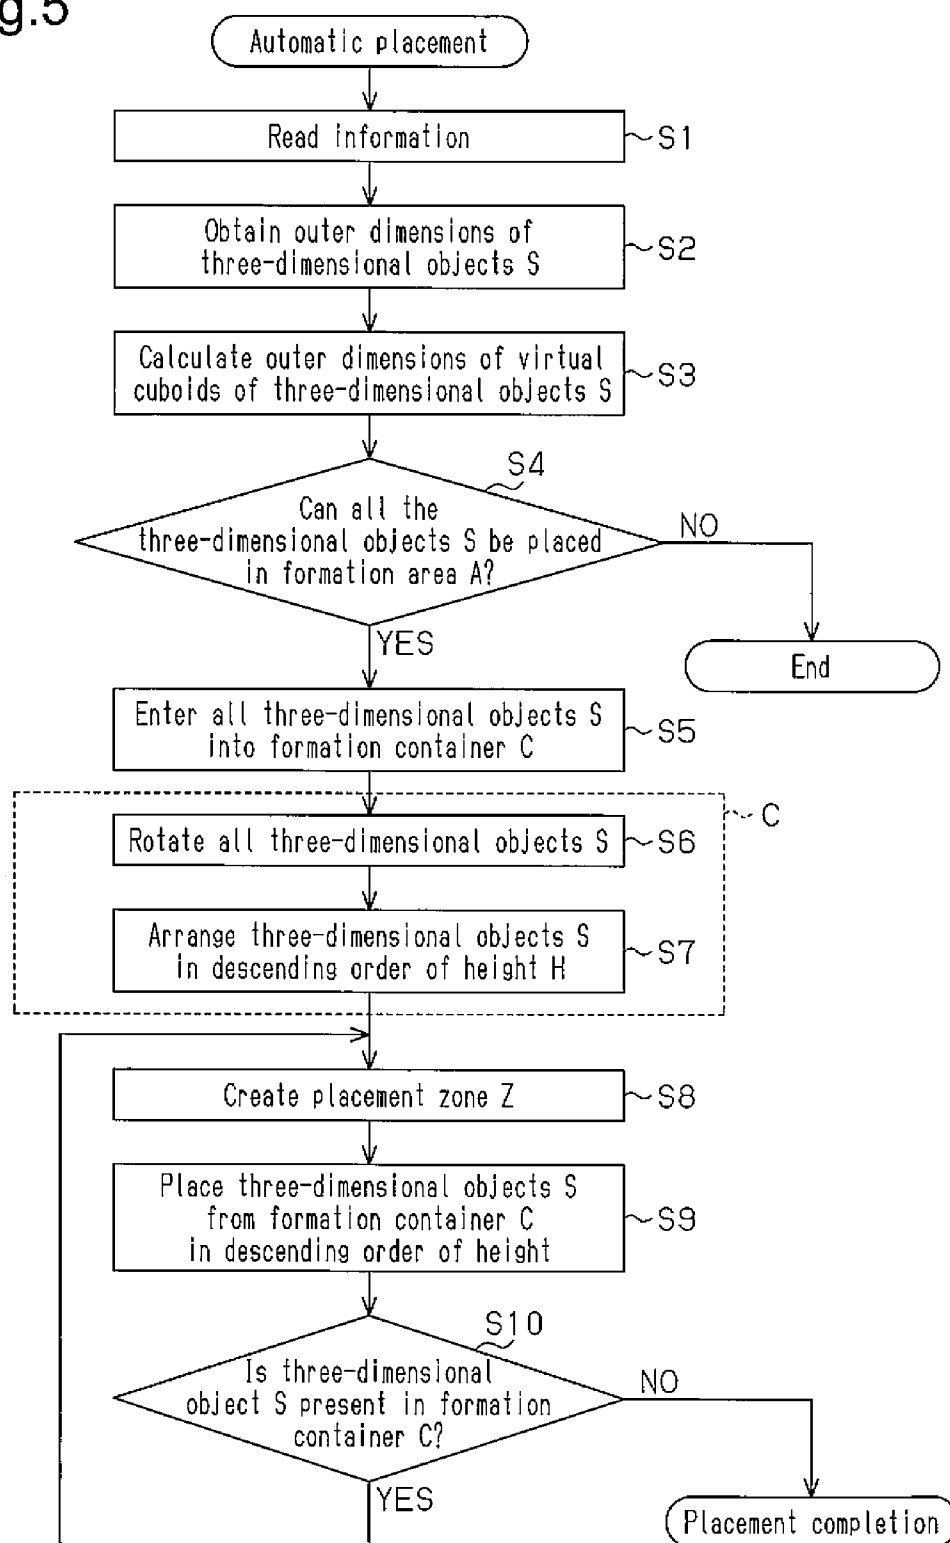 g.5
Automatic placement
Read information
S1
Obtain outer dimensions of
three-dimensional objects S
S2
Calculate outer dimensions of virtual
cuboids of three-dimensional objects S
S3
S4
Can all the
three-dimensional objects S be placed
in formation area A?
NO
YES
End
Enter all three-dimensional objects S
into formation container C
S5
C
Rotate all three-dimensional objects S
S6
Arrange three-dimensional objects S
in descending order of height H
S7
Create placement zone Z
S8
Place three-dimensional objects S
from formation container C
in descending order of height
S9
S10
Is three-dimensional
object S present in formation
container C?
NO
YES
Placement completion